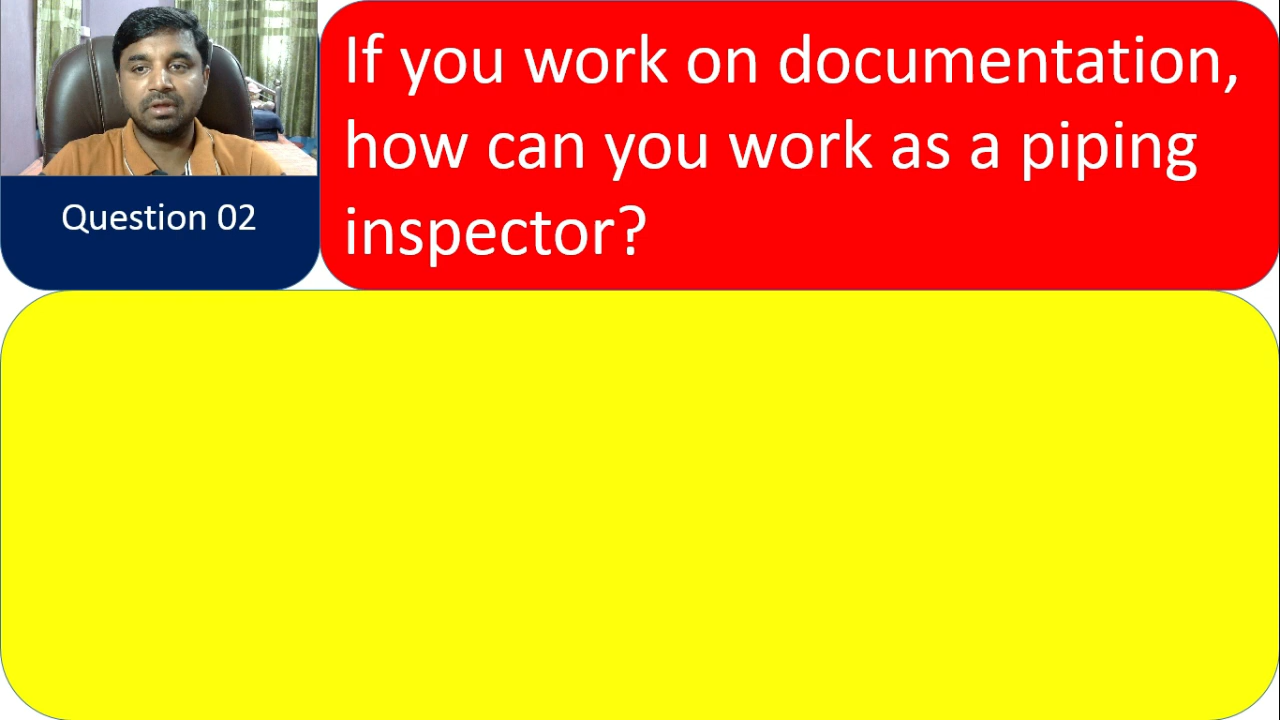 Question 02
If you work on documentation,
how can you work as a piping
inspector?